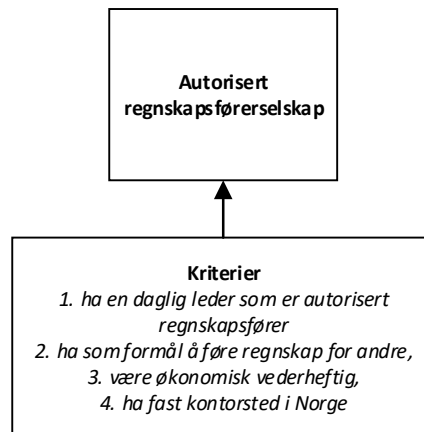 Autorisert
regnskapsførerselskap
Kriterier
1. ha en daglig leder som er autorisert
regnskapsfører
2. ha som formål å føre regnskap for andre,
3. være økonomisk vederheftig,
4. ha fast kontorsted i Norge